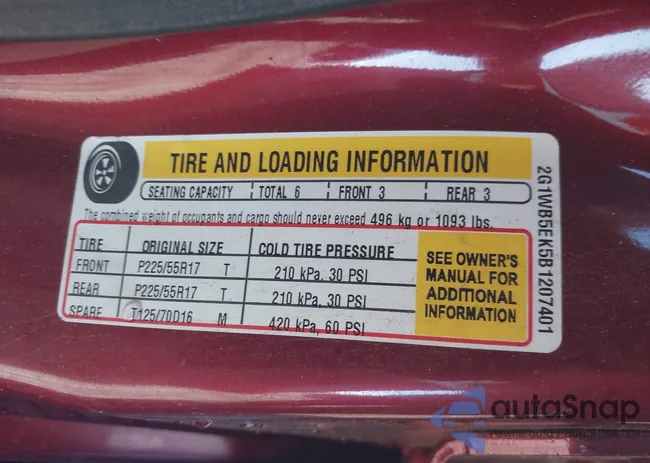 TIRE AND LOADING INFORMATION
SEATING CAPACITY TOTAL 6 FRONT 3 REAR 3
The combined weight of occupants and cargo should never exceed 496 kg or 1093 lbs.
TIRE ORIGINAL SIZE COLD TIRE PRESSURE
FRONT P225/55R17 T 210 kPa, 30 PSI
REAR P225/55R17 T 210 kPa, 30 PSI
SPARE T125/70D16 M 420 kPa, 60 PSI
SEE OWNER'S
MANUAL FOR
ADDITIONAL
INFORMATION
2G1WB5EK5B1207401
autoSnap